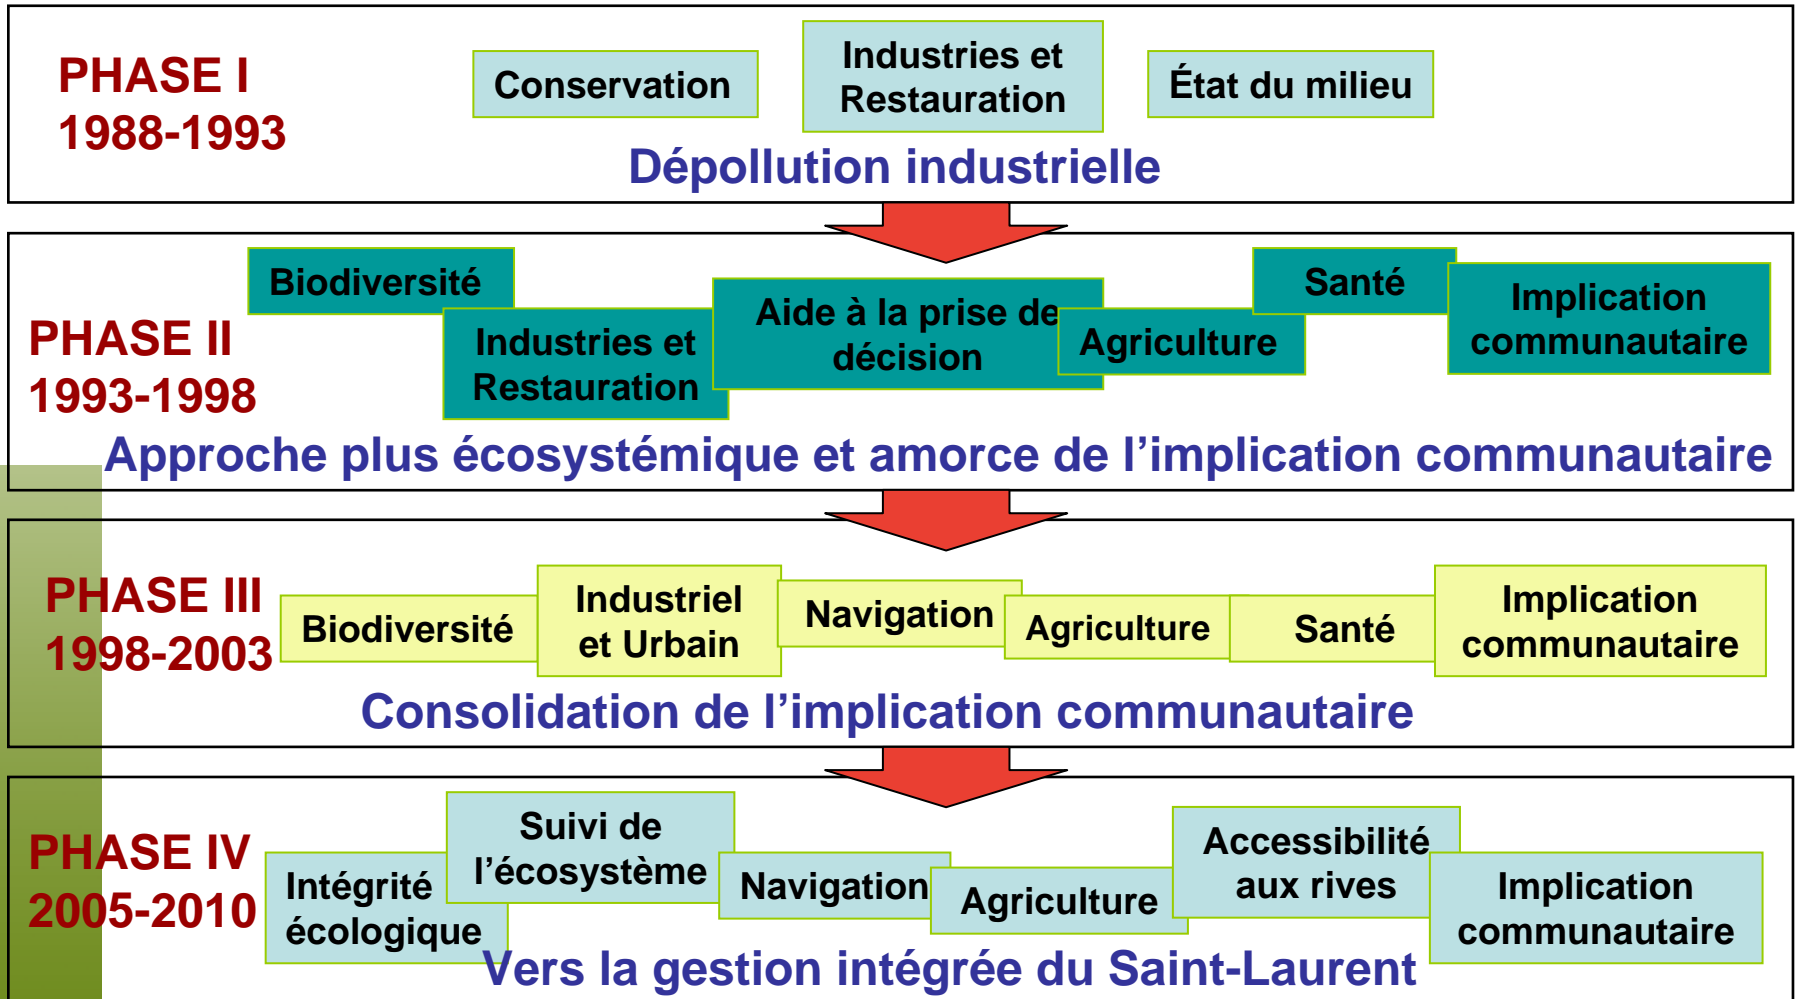 PHASE I
1988-1993
Conservation
Industries et
Restauration
État du milieu
Dépollution industrielle
PHASE II
1993-1998
Biodiversité
Industries et
Restauration
Aide à la prise de
décision
Agriculture
Santé
Implication
communautaire
Approche plus écosystémique et amorce de l’implication communautaire
PHASE III
1998-2003
Biodiversité
Industriel
et Urbain
Navigation
Agriculture
Santé
Implication
communautaire
Consolidation de l’implication communautaire
PHASE IV
2005-2010
Intégrité
écologique
Suivi de
l’écosystème
Navigation
Agriculture
Accessibilité
aux rives
Implication
communautaire
Vers la gestion intégrée du Saint-Laurent